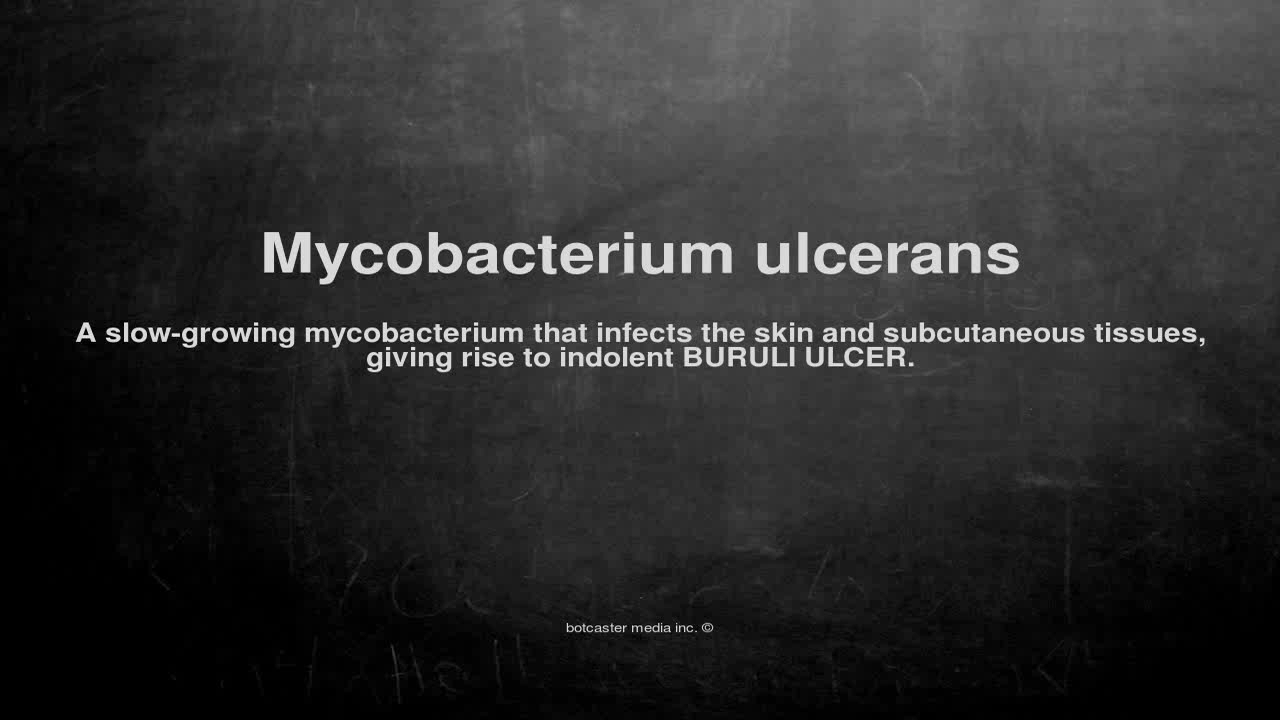 Mycobacterium ulcerans
A slow-growing mycobacterium that infects the skin and subcutaneous tissues,
giving rise to indolent BURULI ULCER.
botcaster media inc. ©